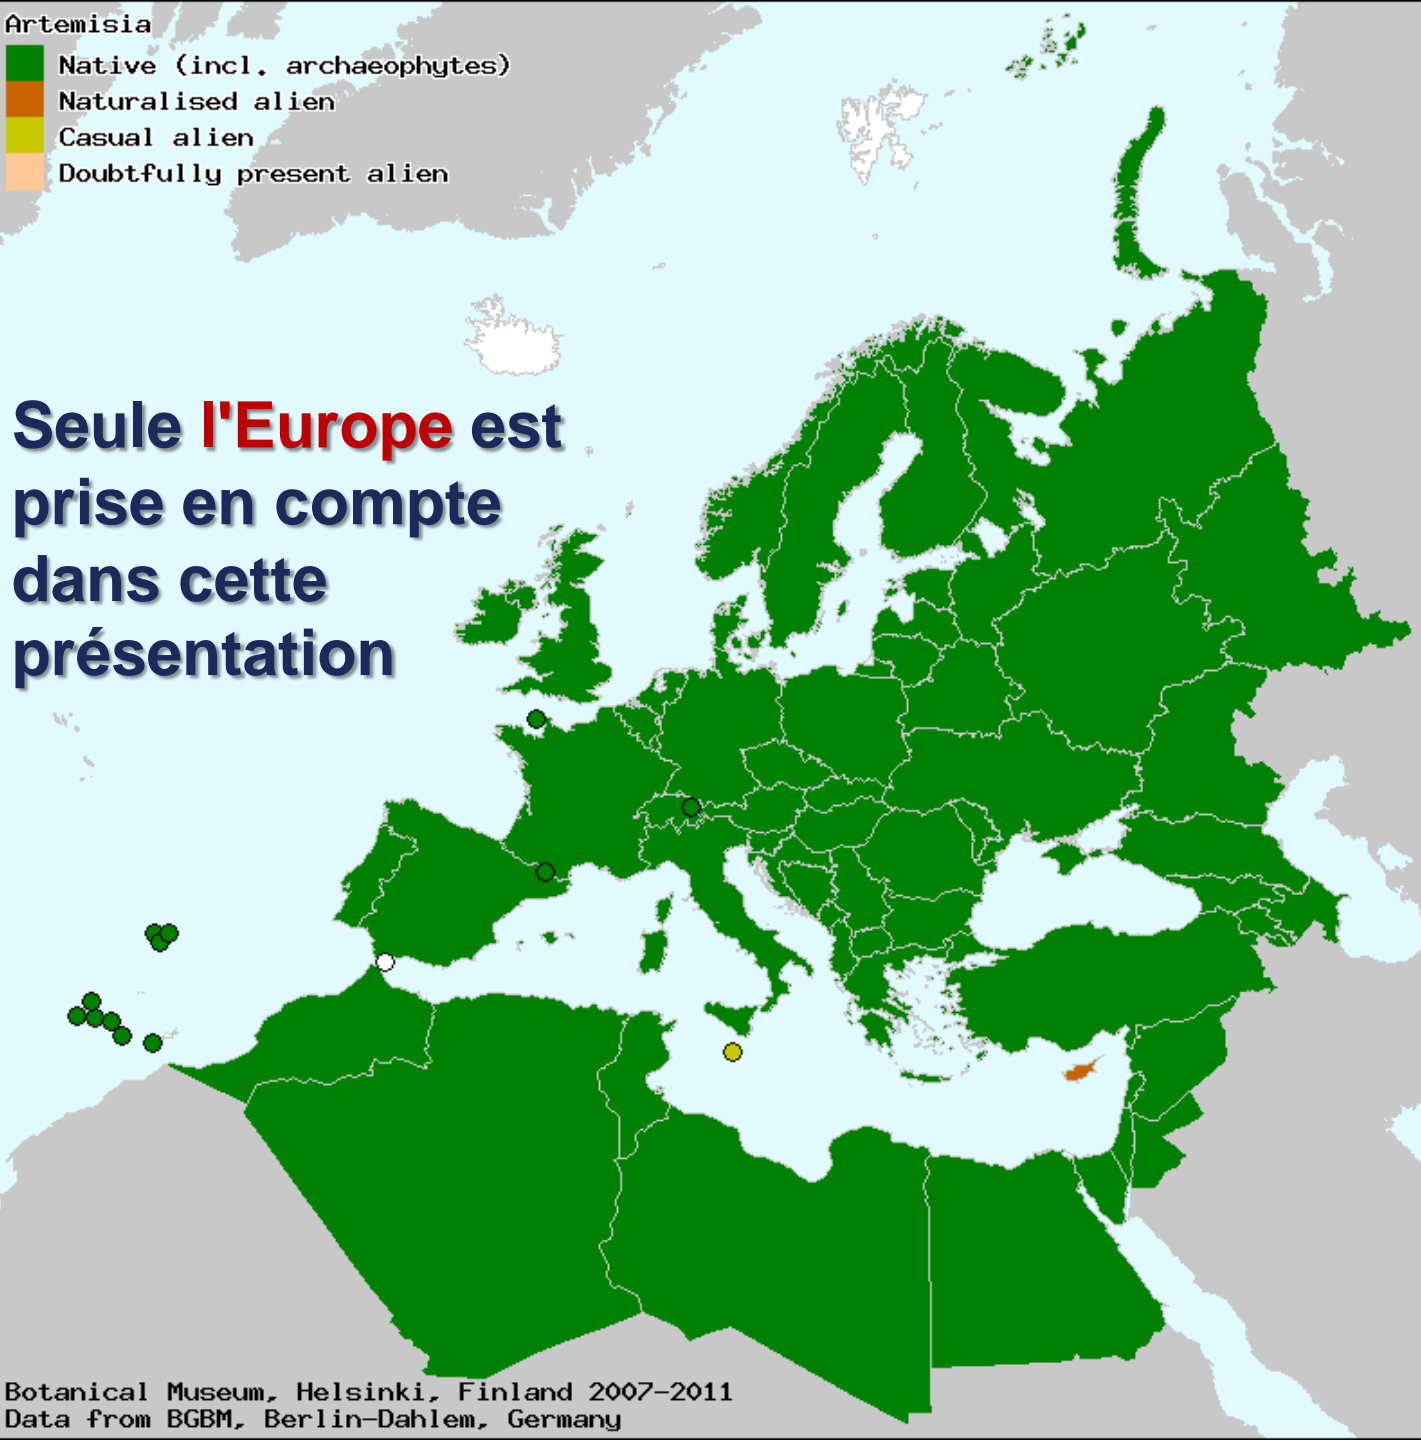 Artemisia
Native (incl. archaeophytes)
Naturalised alien
Casual alien
Doubtfully present alien
Seule l'Europe est
prise en compte
dans cette
présentation
Botanical Museum, Helsinki, Finland 2007-2011
Data from BGBM, Berlin-Dahlem, Germany